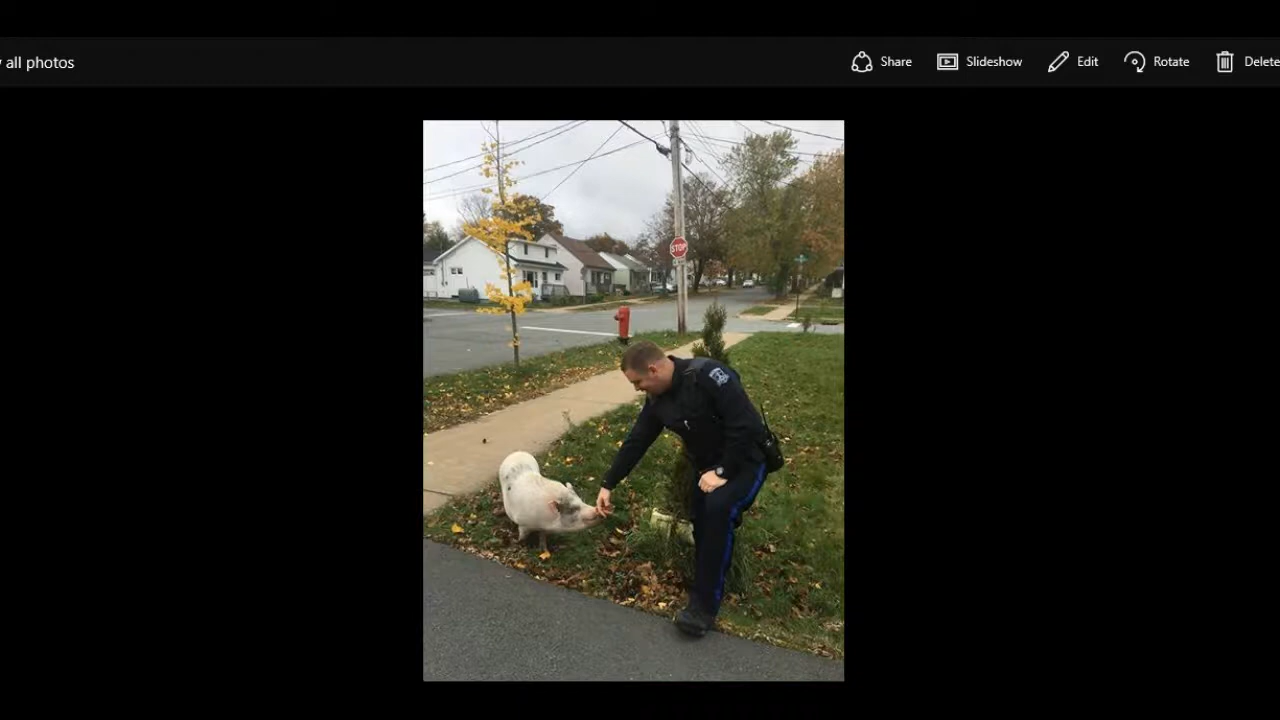 all photos
Share
Slideshow
Edit
Rotate
Delete
STOP